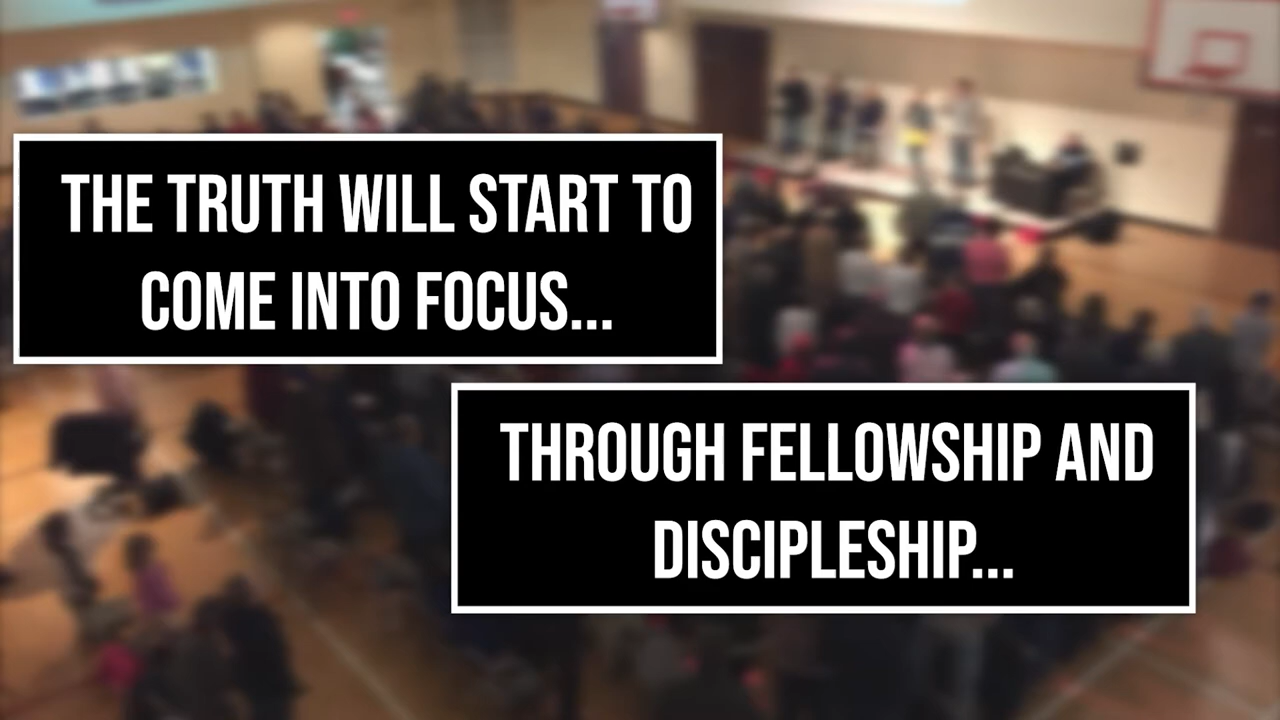 THE TRUTH WILL START TO
COME INTO FOCUS...
THROUGH FELLOWSHIP AND
DISCIPLESHIP...